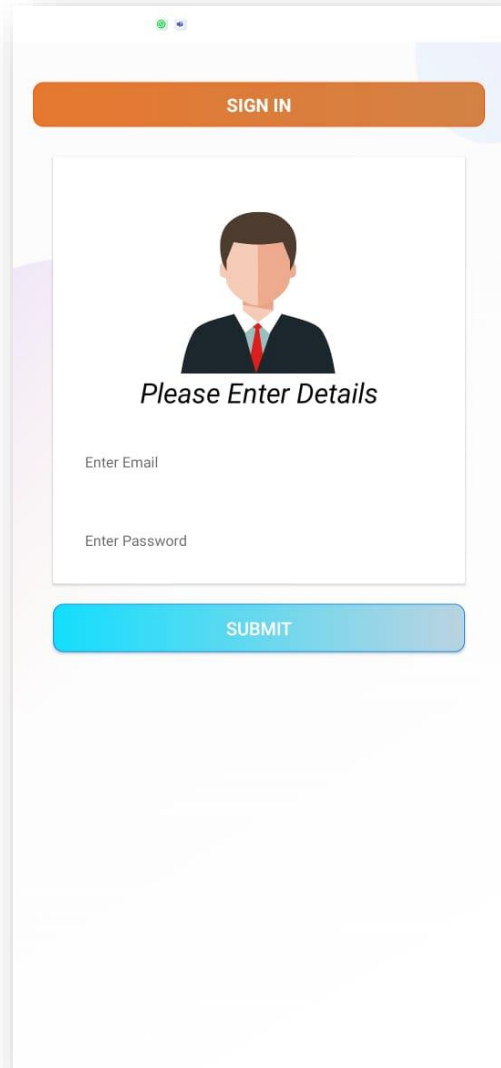 SIGN IN
Please Enter Details
Enter Email
Enter Password
SUBMIT